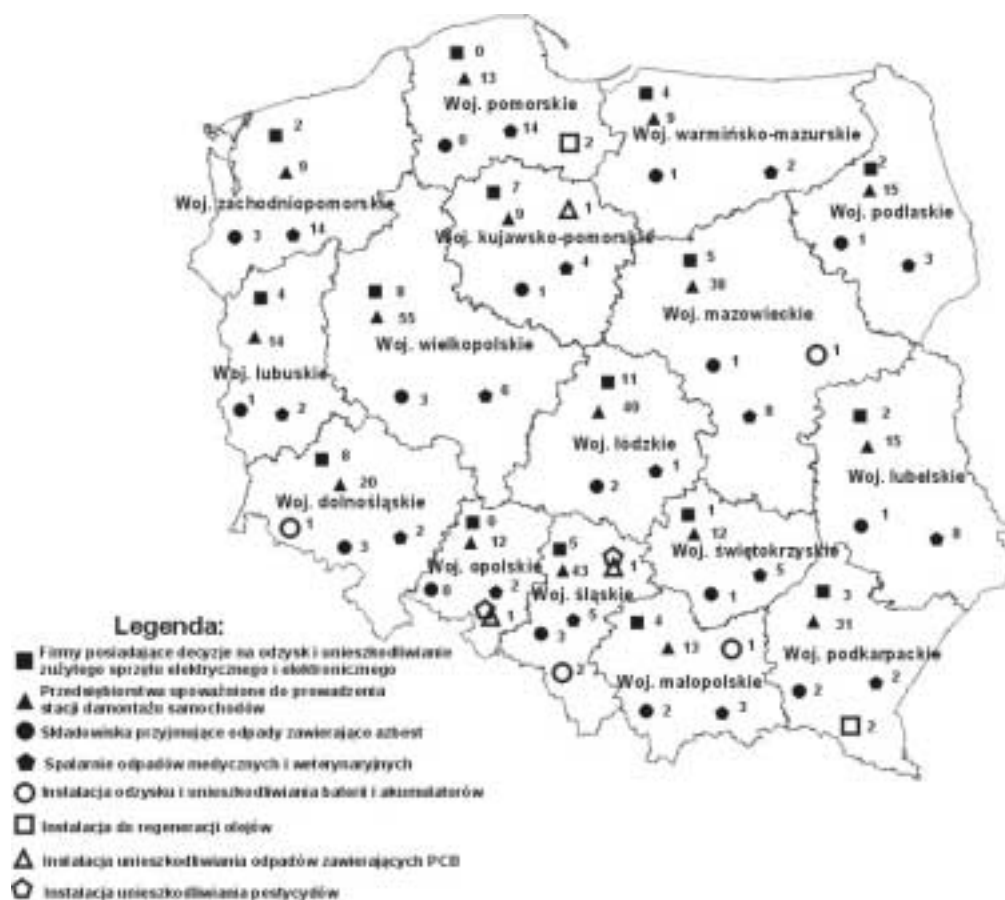 0
13
Woj. pomorskie
14
2
4
9
Woj. warmińsko-mazurskie
1
2
2
9
Woj. zachodniopomorskie
3
14
7
1
9
Woj. kujawsko-pomorskie
4
1
2
15
Woj. podlaskie
1
3
5
38
Woj. mazowieckie
1
1
8
4
14
Woj. lubuskie
1
2
8
55
Woj. wielkopolskie
3
6
11
40
Woj. łódzkie
1
2
2
15
Woj. lubelskie
1
8
8
20
Woj. dolnośląskie
1
2
3
12
Woj. opolskie
2
1
5
43
1
Woj. śląskie
5
3
2
1
12
Woj. świętokrzyskie
5
1
4
13
1
Woj. małopolskie
2
3
3
31
Woj. podkarpackie
2
2
2
Legenda:
Firmy posiadające decyzje na odzysk i unieszkodliwianie
zużytego sprzętu elektrycznego i elektronicznego
Przedsiębiorstwa upoważnione do prowadzenia
stacji damontażu samochodów
Składowiska przyjmujące odpady zawierające azbest
Spalarnie odpadów medycznych i weterynaryjnych
Instalacja odzysku i unieszkodliwiania baterii i akumulatorów
Instalacja do regeneracji olejów
Instalacja unieszkodliwiania odpadów zawierających PCB
Instalacja unieszkodliwiania pestycydów